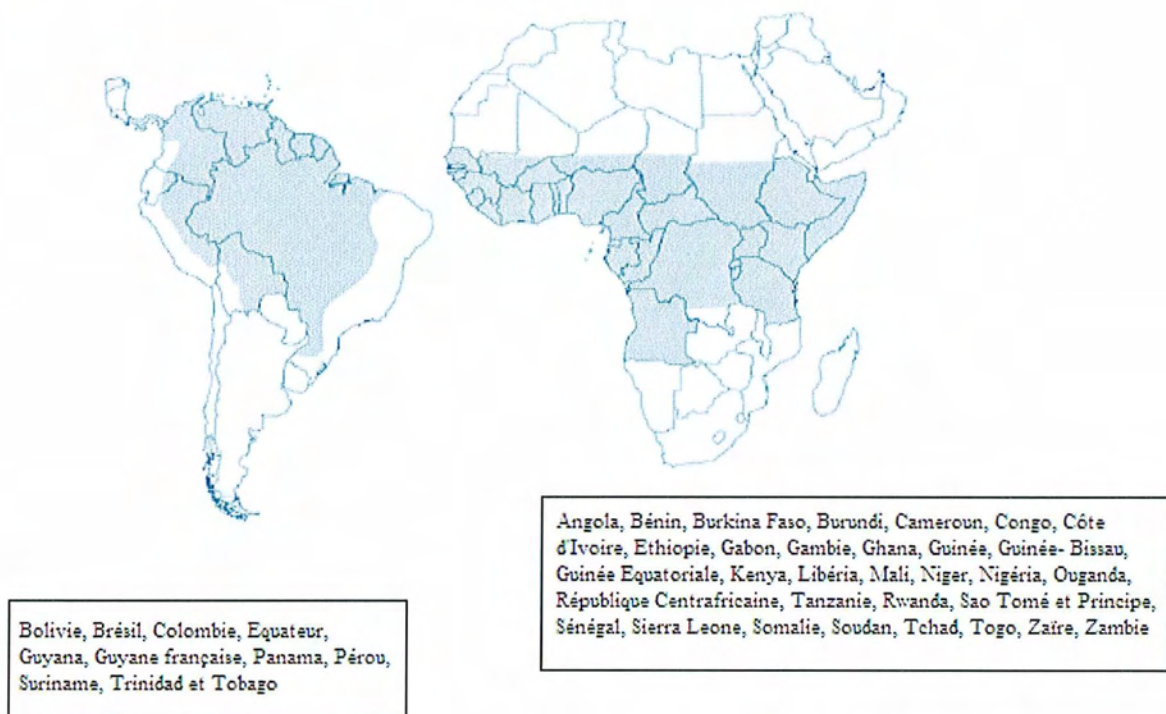 Angola, Bénin, Burkina Faso, Burundi, Cameroun, Congo, Côte
d'Ivoire, Ethiopie, Gabon, Gambie, Ghana, Guinée, Guinée- Bissau,
Guinée Equatoriale, Kenya, Libéria, Mali, Niger, Nigéria, Ouganda,
République Centrafricaine, Tanzanie, Rwanda, Sao Tomé et Principe,
Sénégal, Sierra Leone, Somalie, Soudan, Tchad, Togo, Zaïre, Zambie
Bolivie, Brésil, Colombie, Equateur,
Guyana, Guyane française, Panama, Pérou,
Suriname, Trinidad et Tobago